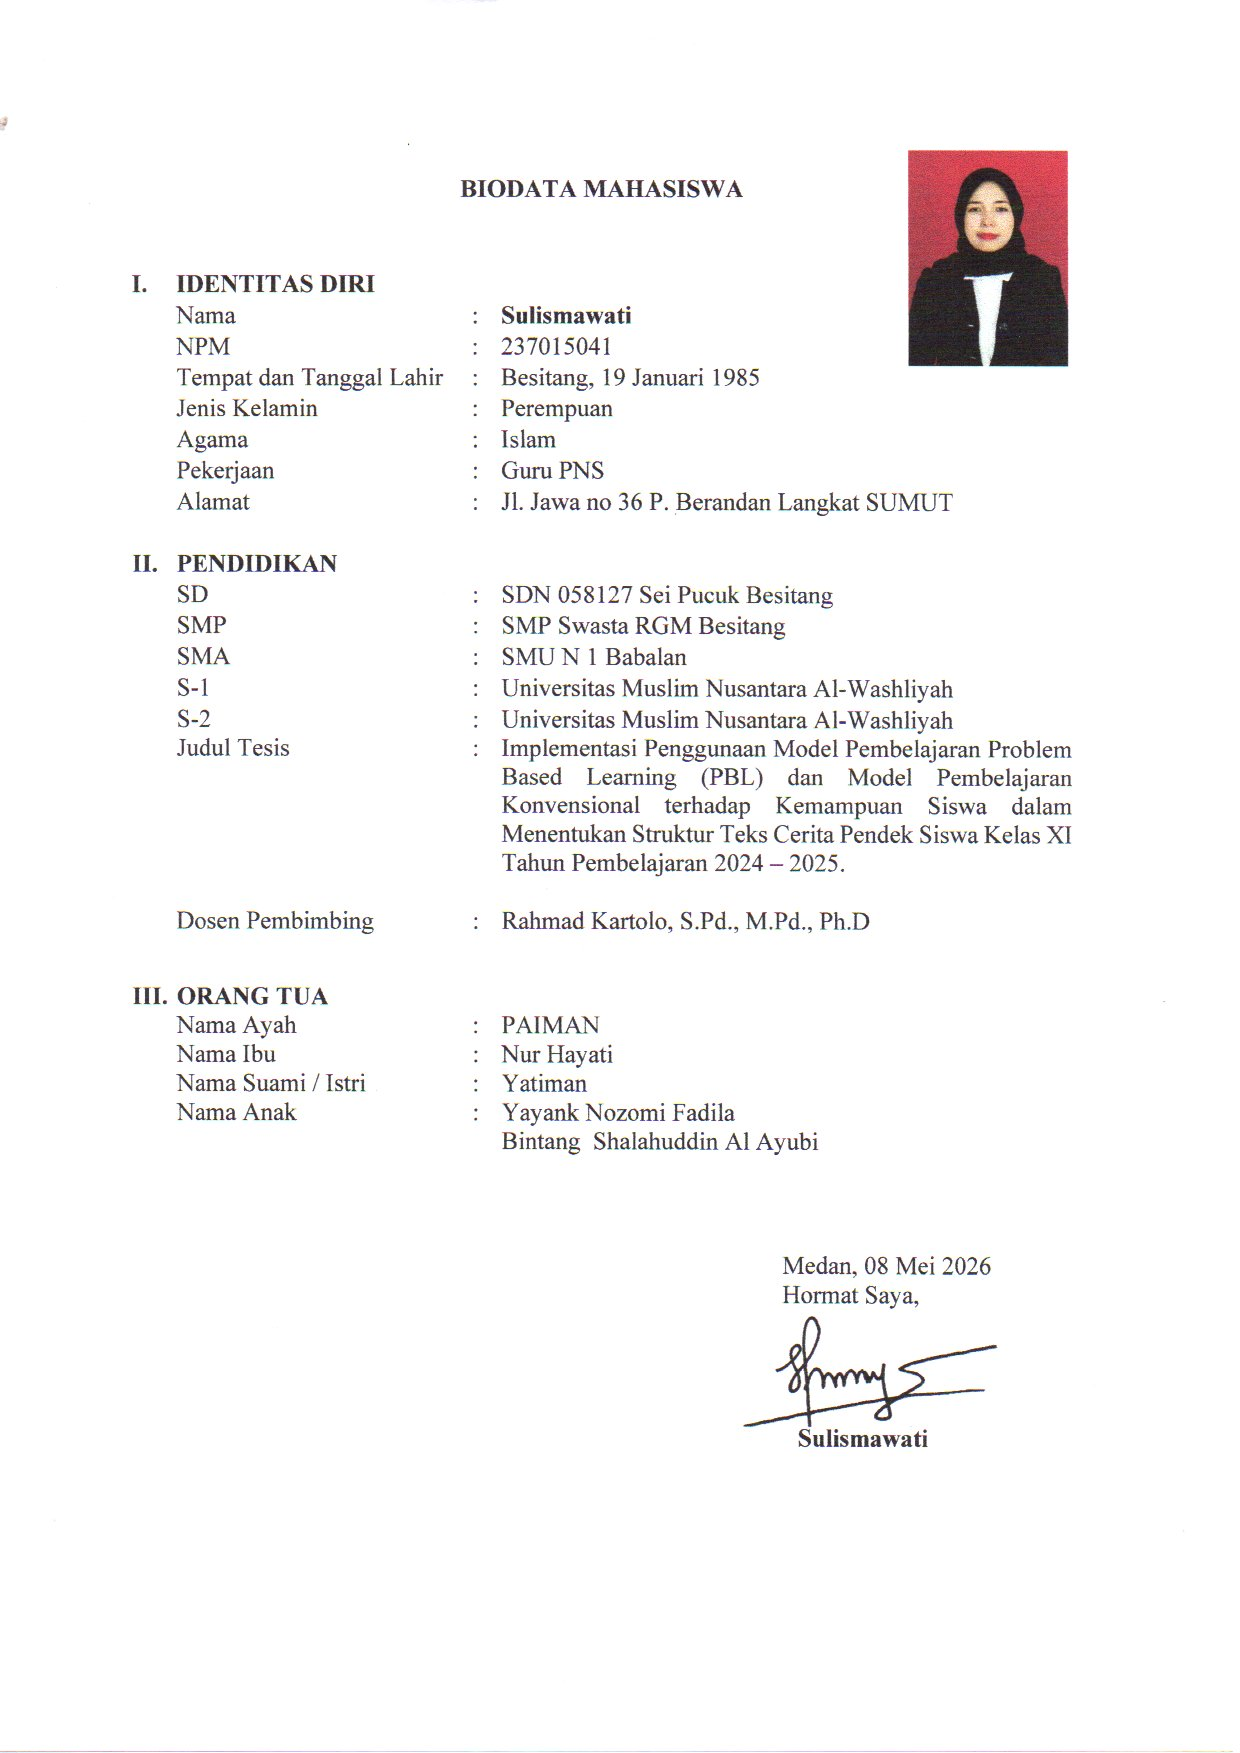 BIODATA MAHASISWA
I. IDENTITAS DIRI
Nama : Sulismawati
NPM : 237015041
Tempat dan Tanggal Lahir : Besitang, 19 Januari 1985
Jenis Kelamin : Perempuan
Agama : Islam
Pekerjaan : Guru PNS
Alamat : Jl. Jawa no 36 P. Berandan Langkat SUMUT
II. PENDIDIKAN
SD : SDN 058127 Sei Pucuk Besitang
SMP : SMP Swasta RGM Besitang
SMA : SMU N 1 Babalan
S-1 : Universitas Muslim Nusantara Al-Washliyah
S-2 : Universitas Muslim Nusantara Al-Washliyah
Judul Tesis : Implementasi Penggunaan Model Pembelajaran Problem
Based Learning (PBL) dan Model Pembelajaran
Konvensional terhadap Kemampuan Siswa dalam
Menentukan Struktur Teks Cerita Pendek Siswa Kelas XI
Tahun Pembelajaran 2024 – 2025.
Dosen Pembimbing : Rahmad Kartolo, S.Pd., M.Pd., Ph.D
III. ORANG TUA
Nama Ayah : PAIMAN
Nama Ibu : Nur Hayati
Nama Suami / Istri : Yatiman
Nama Anak : Yayank Nozomi Fadila
Bintang Shalahuddin Al Ayubi
Medan, 08 Mei 2026
Hormat Saya,
Sulismawati